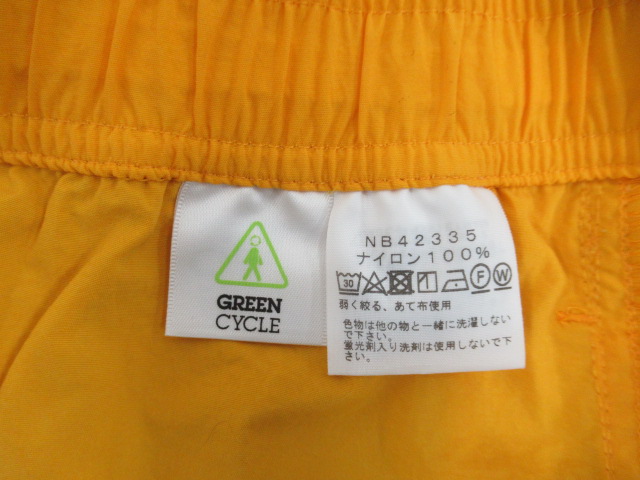 GREEN
CYCLE
NB42335
ナイロン100%
30 F W
弱く絞る、あて布使用
色物は他の物と一緒に洗濯しない
で下さい。
蛍光剤入り洗剤は使用しないで下
さい。